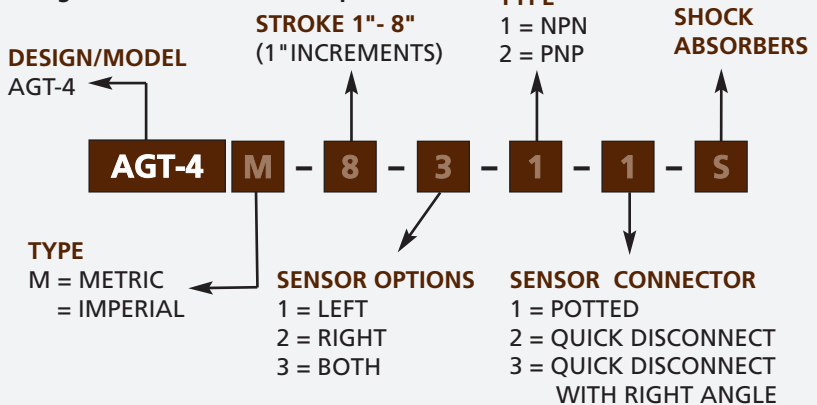 STROKE 1"- 8"
(1"INCREMENTS)
1 = NPN
2 = PNP
SHOCK
ABSORBERS
DESIGN/MODEL
AGT-4
AGT-4 M - 8 - 3 - 1 - 1 - S
TYPE
M = METRIC
= IMPERIAL
SENSOR OPTIONS
1 = LEFT
2 = RIGHT
3 = BOTH
SENSOR CONNECTOR
1 = POTTED
2 = QUICK DISCONNECT
3 = QUICK DISCONNECT
WITH RIGHT ANGLE